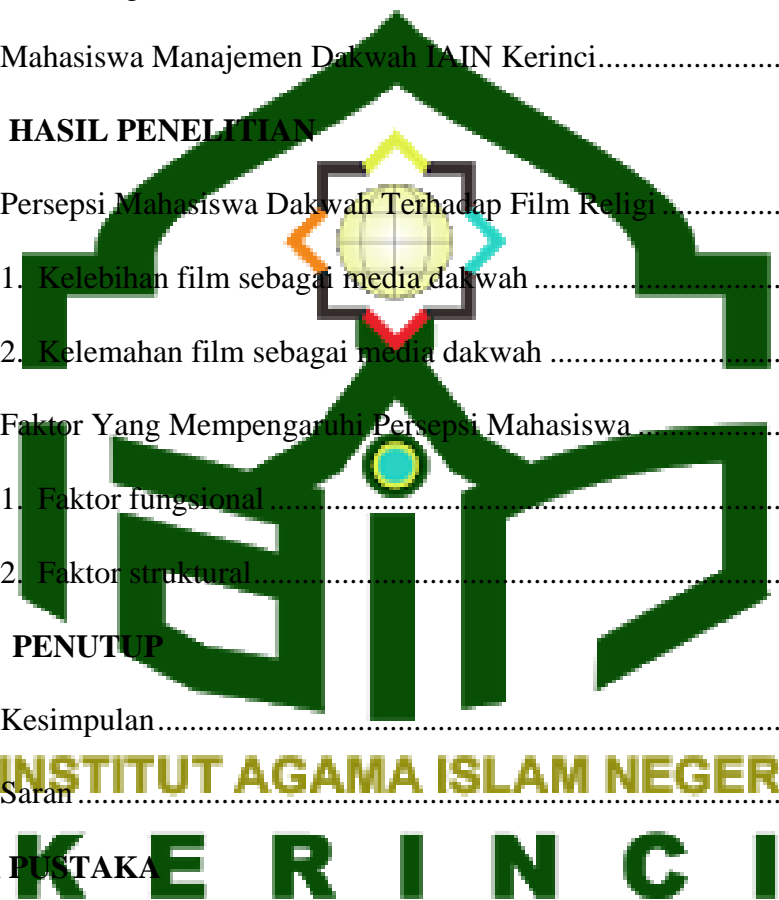 Mahasiswa Manajemen Dakwah IAIN Kerinci.......................
HASIL PENELITIAN
Persepsi Mahasiswa Dakwah Terhadap Film Religi...............
1. Kelebihan film sebagai media dakwah...............................
2. Kelemahan film sebagai media dakwah.............................
Faktor Yang Mempengaruhi Persepsi Mahasiswa..................
1. Faktor fungsional................................................................
2. Faktor struktural..................................................................
PENUTUP
Kesimpulan..............................................................................
INSTITUT AGAMA ISLAM NEGER
Saran........................................................................................
PUSTAKA
KERINCI